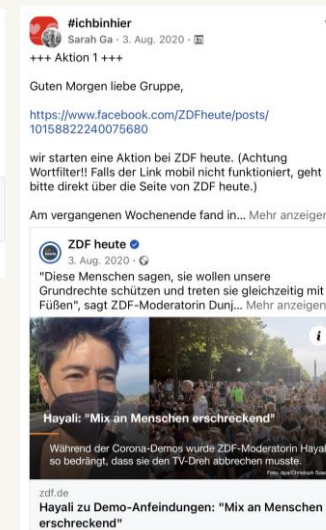 #ichbinhier
Sarah Ga · 3. Aug. 2020 ·
+++ Aktion 1 +++
Guten Morgen liebe Gruppe,
https://www.facebook.com/ZDFheute/posts/
10158822240075680
wir starten eine Aktion bei ZDF heute. (Achtung
Wortfilter!! Falls der Link mobil nicht funktioniert, geht
bitte direkt über die Seite von ZDF heute.)
Am vergangenen Wochenende fand in... Mehr anzeigen
ZDF heute
3. Aug. 2020 ·
"Diese Menschen sagen, sie wollen unsere
Grundrechte schützen und treten sie gleichzeitig mit
Füßen", sagt ZDF-Moderatorin Dunj... Mehr anzeigen
i
Hayali: "Mix an Menschen erschreckend"
Während der Corona-Demos wurde ZDF-Moderatorin Hayali
so bedrängt, dass sie den TV-Dreh abbrechen musste.
zdf.de
Hayali zu Demo-Anfeindungen: "Mix an Menschen
erschreckend"